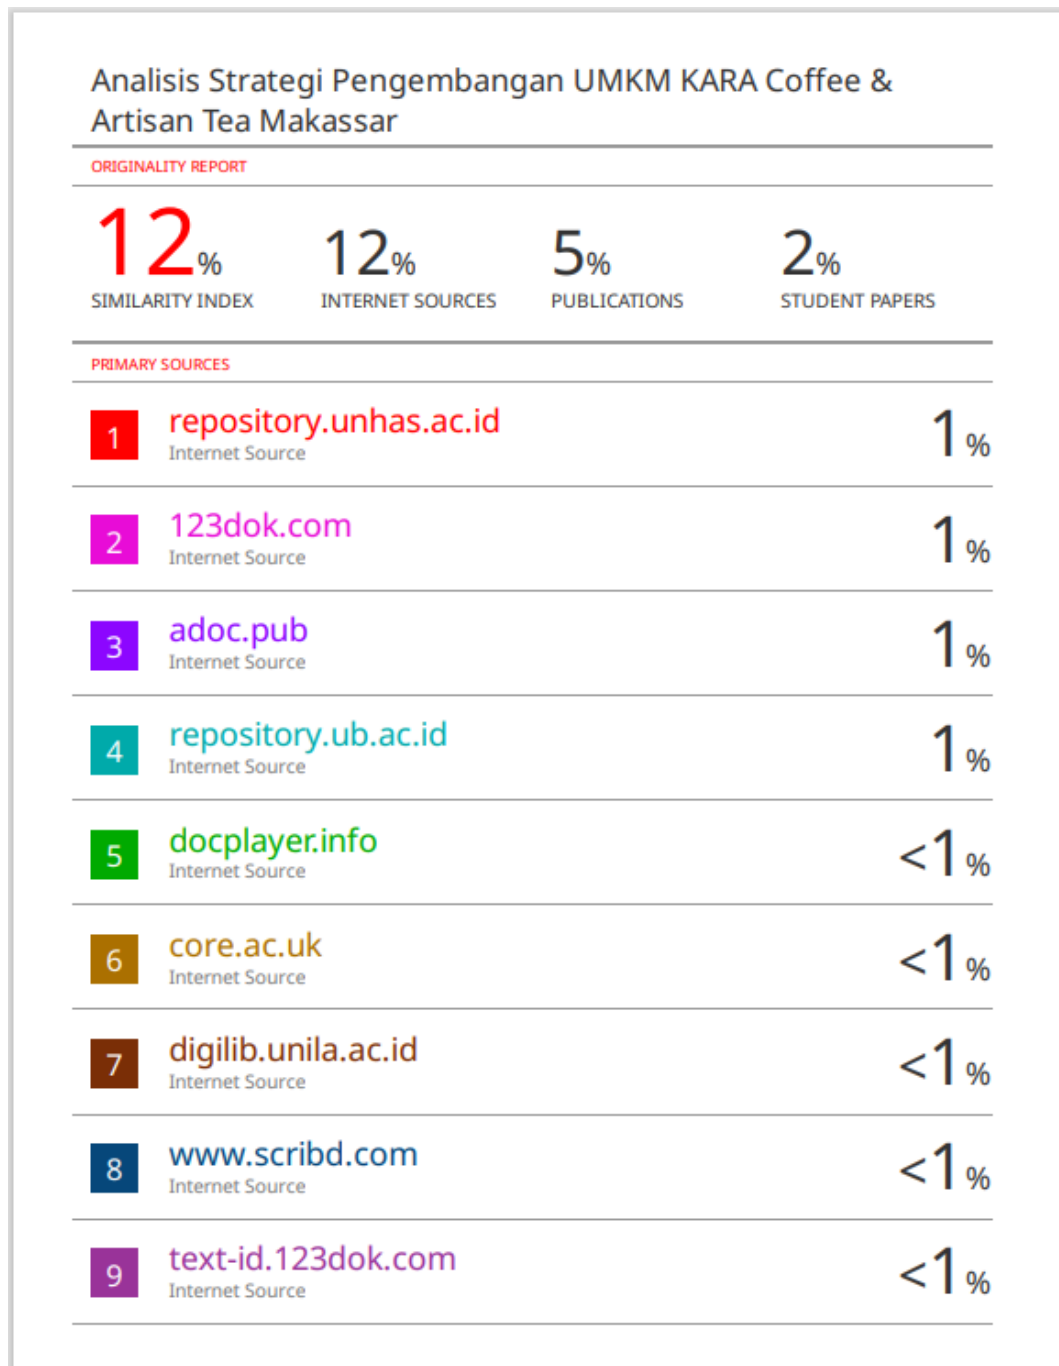 Analisis Strategi Pengembangan UMKM KARA Coffee &
Artisan Tea Makassar
ORIGINALITY REPORT
12% 12% 5% 2%
SIMILARITY INDEX INTERNET SOURCES PUBLICATIONS STUDENT PAPERS
PRIMARY SOURCES
1 repository.unhas.ac.id 1%
Internet Source
2 123dok.com 1%
Internet Source
3 adoc.pub 1%
Internet Source
4 repository.ub.ac.id 1%
Internet Source
5 docplayer.info <1%
Internet Source
6 core.ac.uk <1%
Internet Source
7 digilib.unila.ac.id <1%
Internet Source
8 www.scribd.com <1%
Internet Source
9 text-id.123dok.com <1%
Internet Source